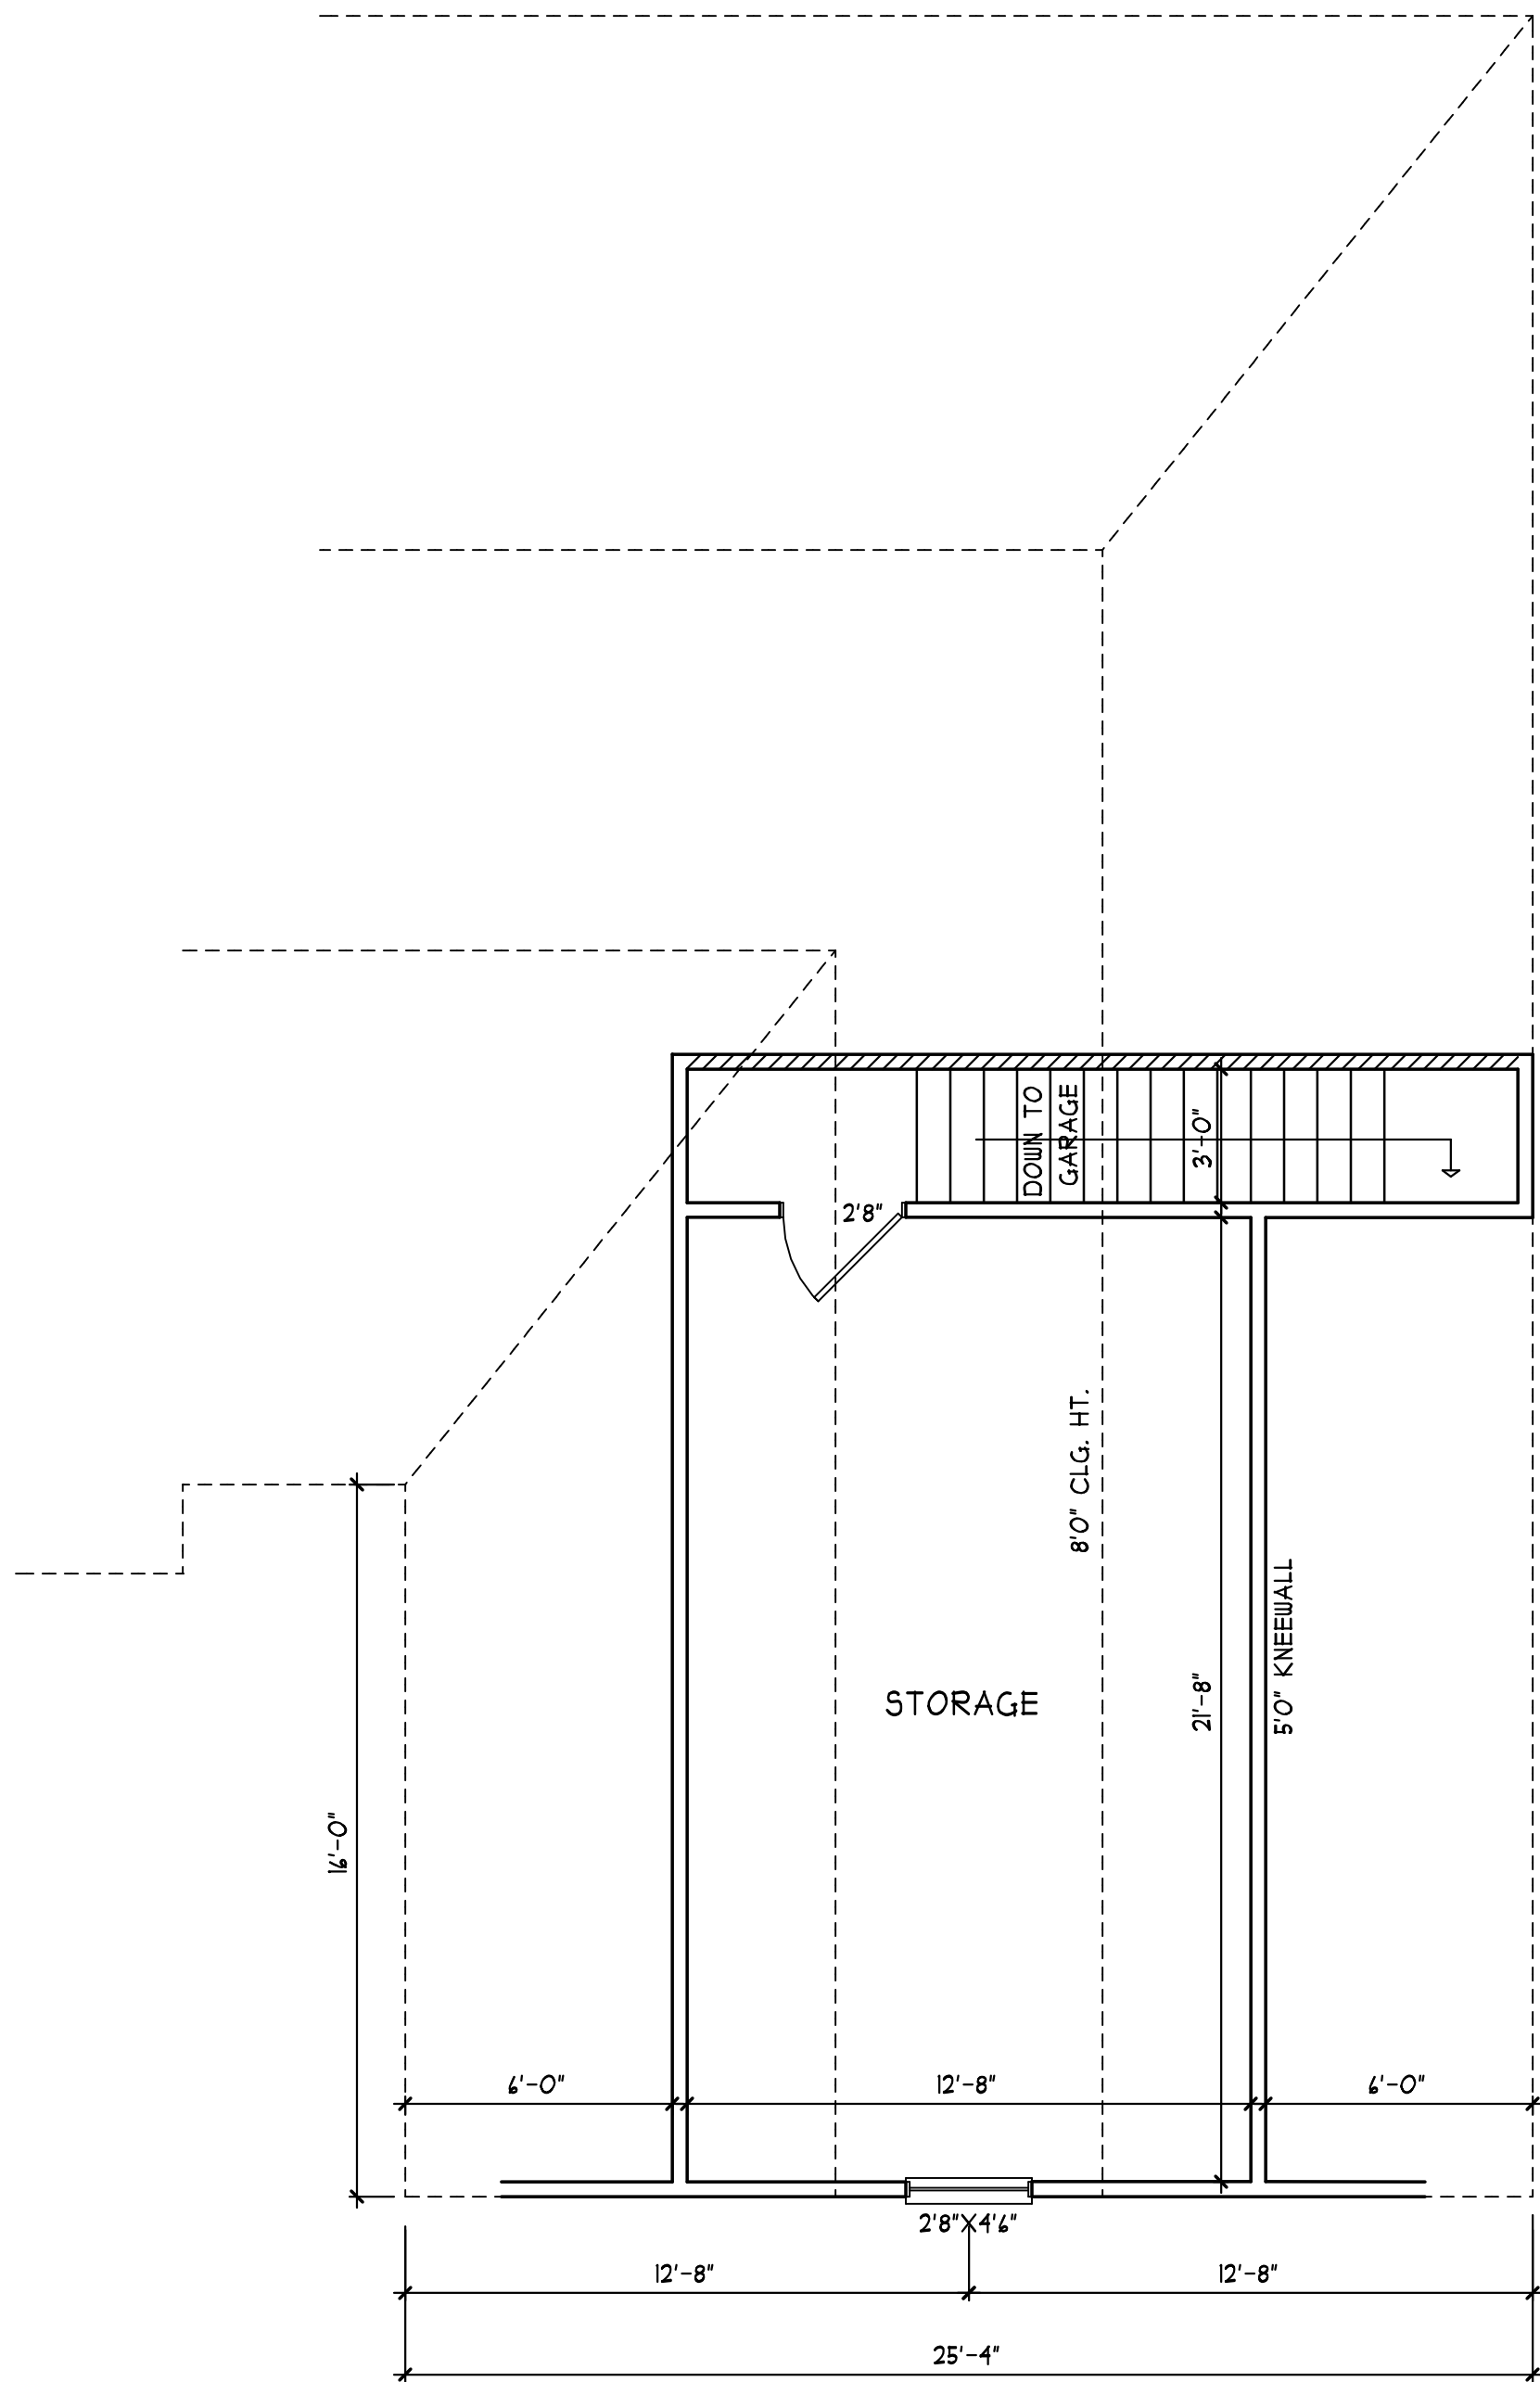 DOWN TO
GARAGE
3'-0"
2'8"
8'0" CLG. HT.
5'0" KNEEWALL
STORAGE
21'-8"
16'-0"
6'-0"
12'-8"
6'-0"
2'8"X4'6"
12'-8"
12'-8"
25'-4"